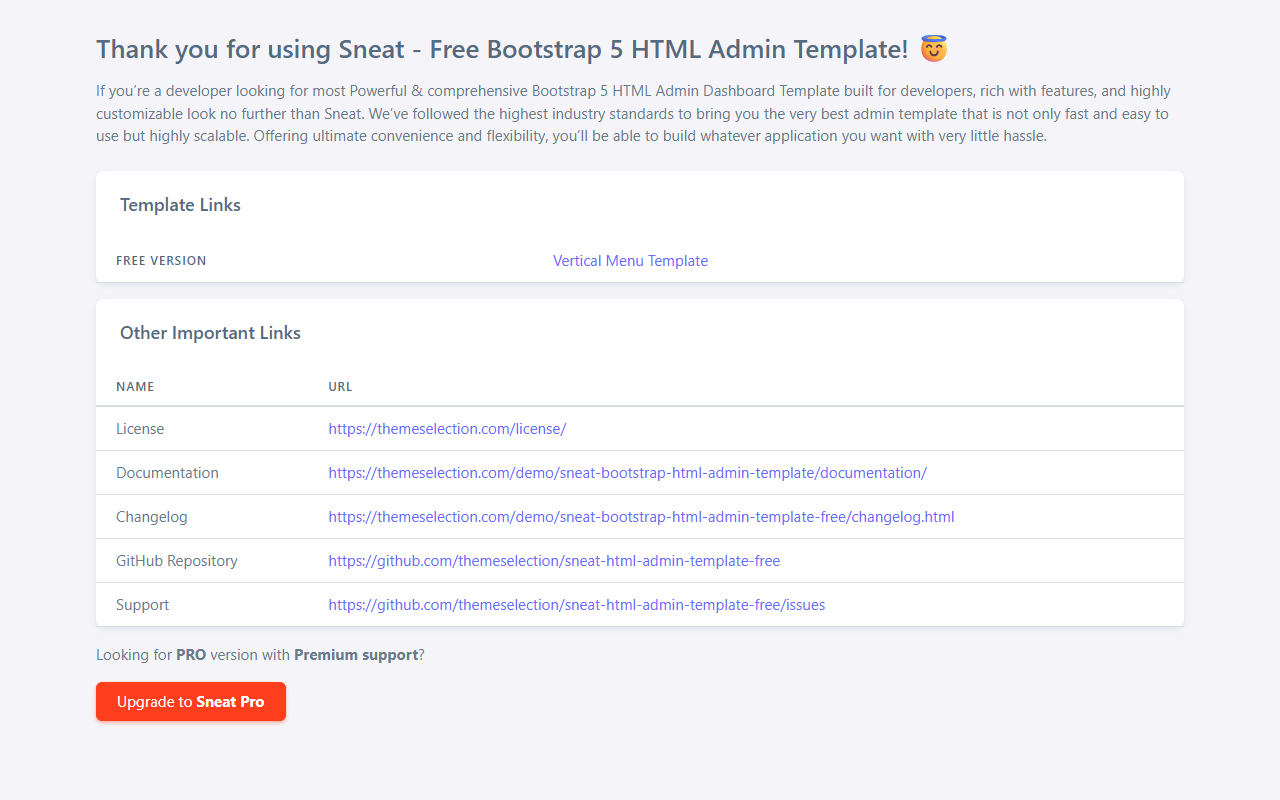 Thank you for using Sneat - Free Bootstrap 5 HTML Admin Template! 😇
If you’re a developer looking for most Powerful & comprehensive Bootstrap 5 HTML Admin Dashboard Template built for developers, rich with features, and highly
customizable look no further than Sneat. We’ve followed the highest industry standards to bring you the very best admin template that is not only fast and easy to
use but highly scalable. Offering ultimate convenience and flexibility, you’ll be able to build whatever application you want with very little hassle.
Template Links
FREE VERSION Vertical Menu Template
Other Important Links
NAME URL
License https://themeselection.com/license/
Documentation https://themeselection.com/demo/sneat-bootstrap-html-admin-template/documentation/
Changelog https://themeselection.com/demo/sneat-bootstrap-html-admin-template-free/changelog.html
GitHub Repository https://github.com/themeselection/sneat-html-admin-template-free
Support https://github.com/themeselection/sneat-html-admin-template-free/issues
Looking for PRO version with Premium support?
Upgrade to Sneat Pro